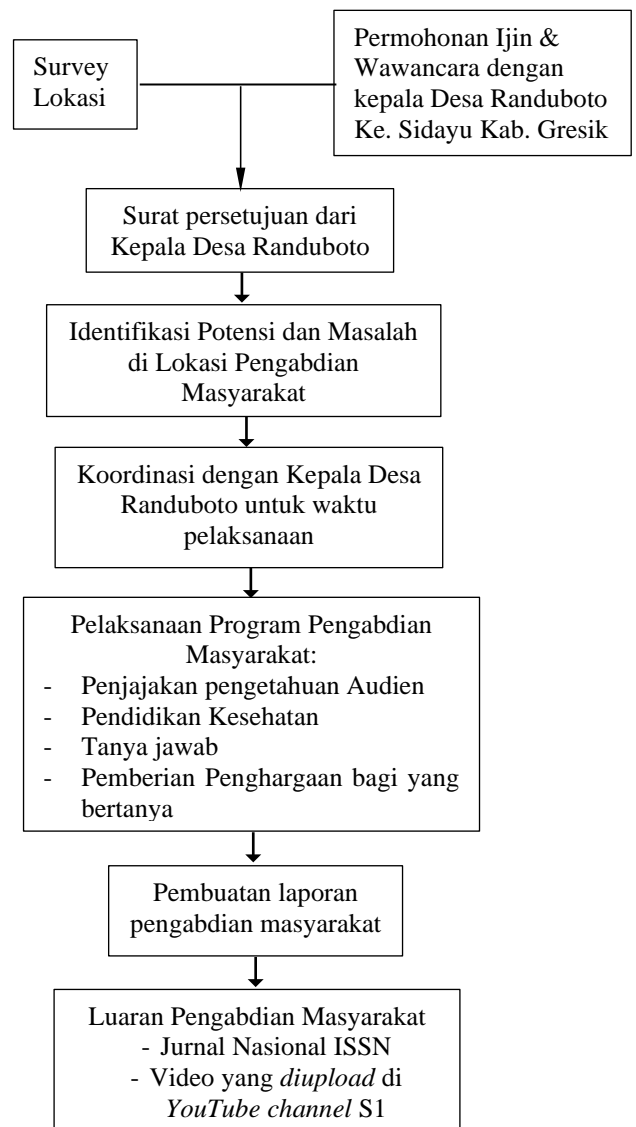 Survey
Lokasi
Permohonan Ijin &
Wawancara dengan
kepala Desa Randuboto
Ke. Sidayu Kab. Gresik
Surat persetujuan dari
Kepala Desa Randuboto
Identifikasi Potensi dan Masalah
di Lokasi Pengabdian
Masyarakat
Koordinasi dengan Kepala Desa
Randuboto untuk waktu
pelaksanaan
Pelaksanaan Program Pengabdian
Masyarakat:
- Penjajakan pengetahuan Audien
- Pendidikan Kesehatan
- Tanya jawab
- Pemberian Penghargaan bagi yang
bertanya
Pembuatan laporan
pengabdian masyarakat
Luaran Pengabdian Masyarakat
- Jurnal Nasional ISSN
- Video yang diupload di
YouTube channel S1